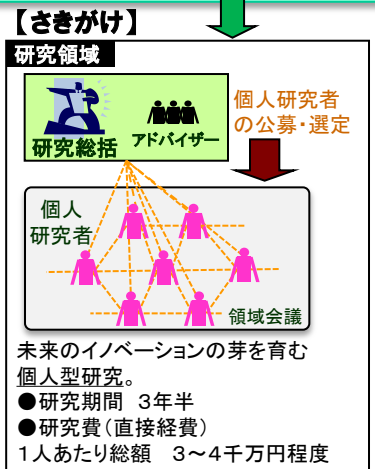 【さきがけ】
研究領域
研究総括
アドバイザー
個人研究者
の公募・選定
個人
研究者
領域会議
未来のイノベーションの芽を育む
個人型研究。
●研究期間 3年半
●研究費(直接経費)
1人あたり総額 3～4千万円程度